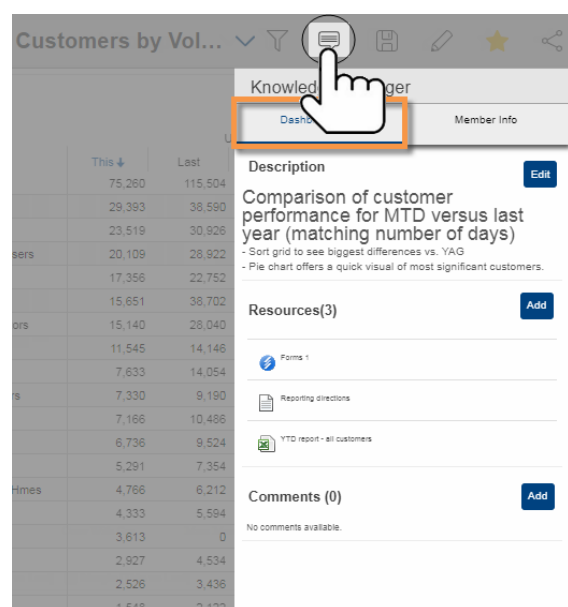 Customers by Vol...
This Last
75,260 115,504
29,393 38,590
23,519 30,926
sers 20,109 28,922
17,356 22,752
15,651 38,702
ors 15,140 28,040
11,545 14,146
7,633 14,054
rs 7,330 9,190
7,166 10,486
6,736 9,524
5,291 7,354
Hmes 4,766 6,212
4,333 5,594
3,613 0
2,927 4,534
2,526 3,436
Member Info
Description
Edit
Comparison of customer
performance for MTD versus last
year (matching number of days)
- Sort grid to see biggest differences vs. YAG
- Pie chart offers a quick visual of most significant customers.
Resources(3)
Add
Forms 1
Reporting directions
YTD report - all customers
Comments (0)
Add
No comments available.